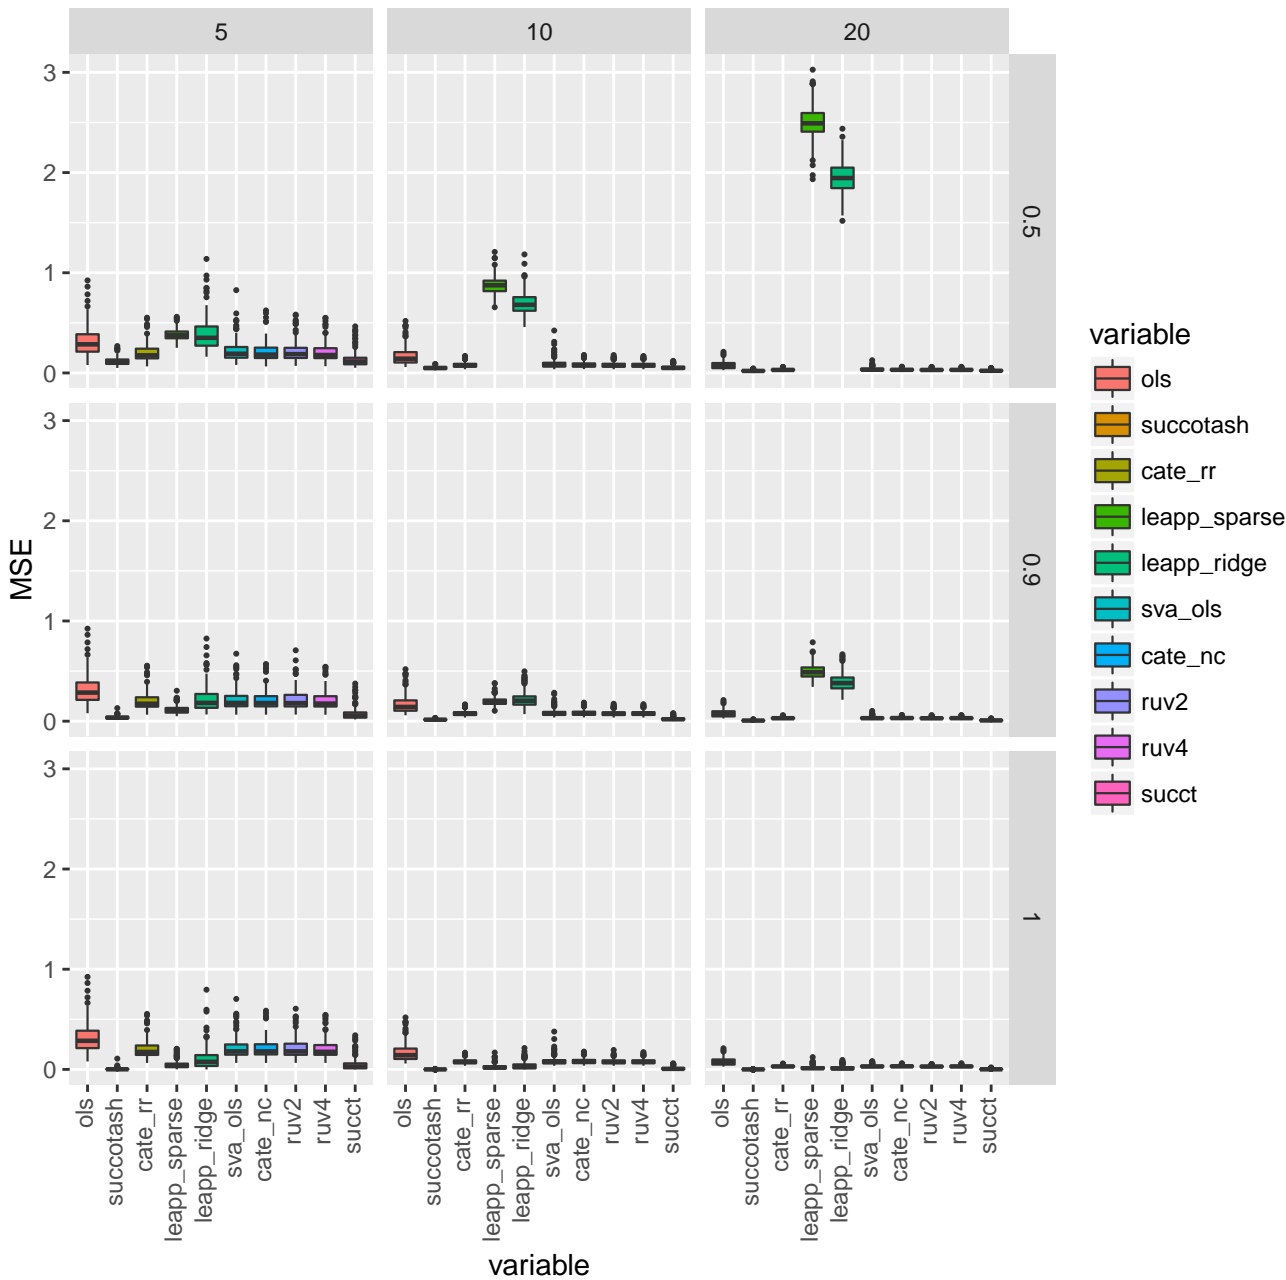 5
10
20
3
2
1
0
0.5
3
2
1
0
0.9
3
2
1
0
1
MSE
ols
succotash
cate_rr
leapp_sparse
leapp_ridge
sva_ols
cate_nc
ruv2
ruv4
succt
ols
succotash
cate_rr
leapp_sparse
leapp_ridge
sva_ols
cate_nc
ruv2
ruv4
succt
ols
succotash
cate_rr
leapp_sparse
leapp_ridge
sva_ols
cate_nc
ruv2
ruv4
succt
variable
variable
ols
succotash
cate_rr
leapp_sparse
leapp_ridge
sva_ols
cate_nc
ruv2
ruv4
succt